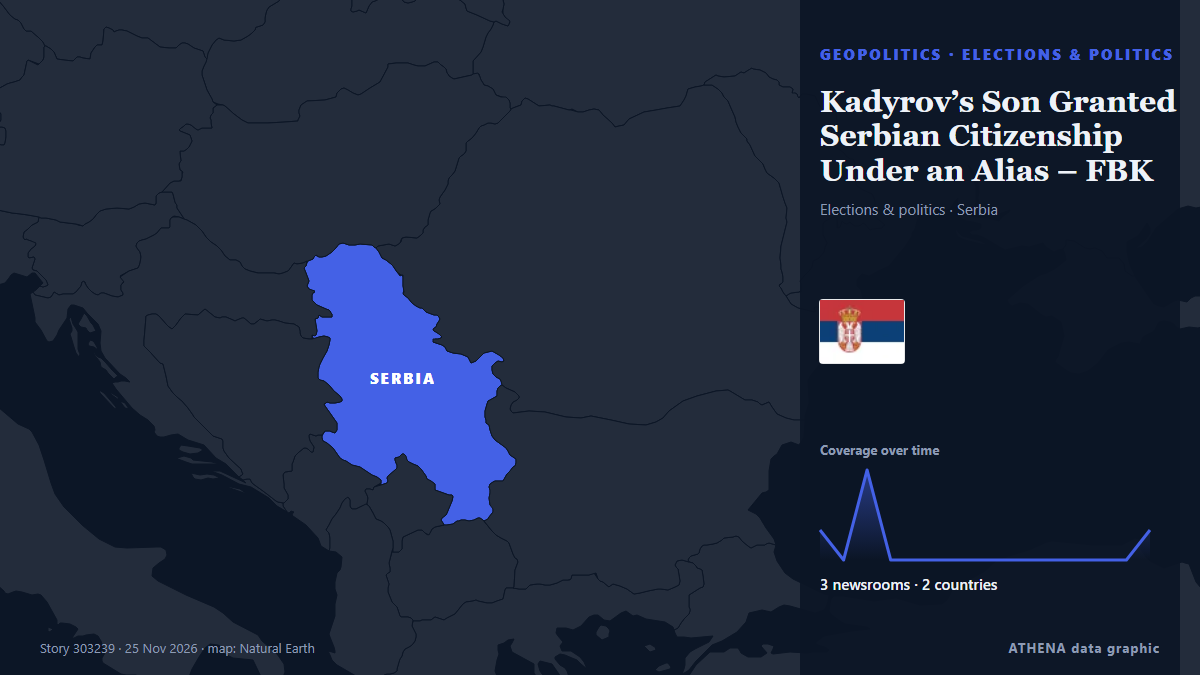 GEOPOLITICS · ELECTIONS & POLITICS
Kadyrov’s Son Granted
Serbian Citizenship
Under an Alias – FBK
Elections & politics · Serbia
SERBIA
Coverage over time
3 newsrooms · 2 countries
Story 303239 · 25 Nov 2026 · map: Natural Earth
ATHENA data graphic